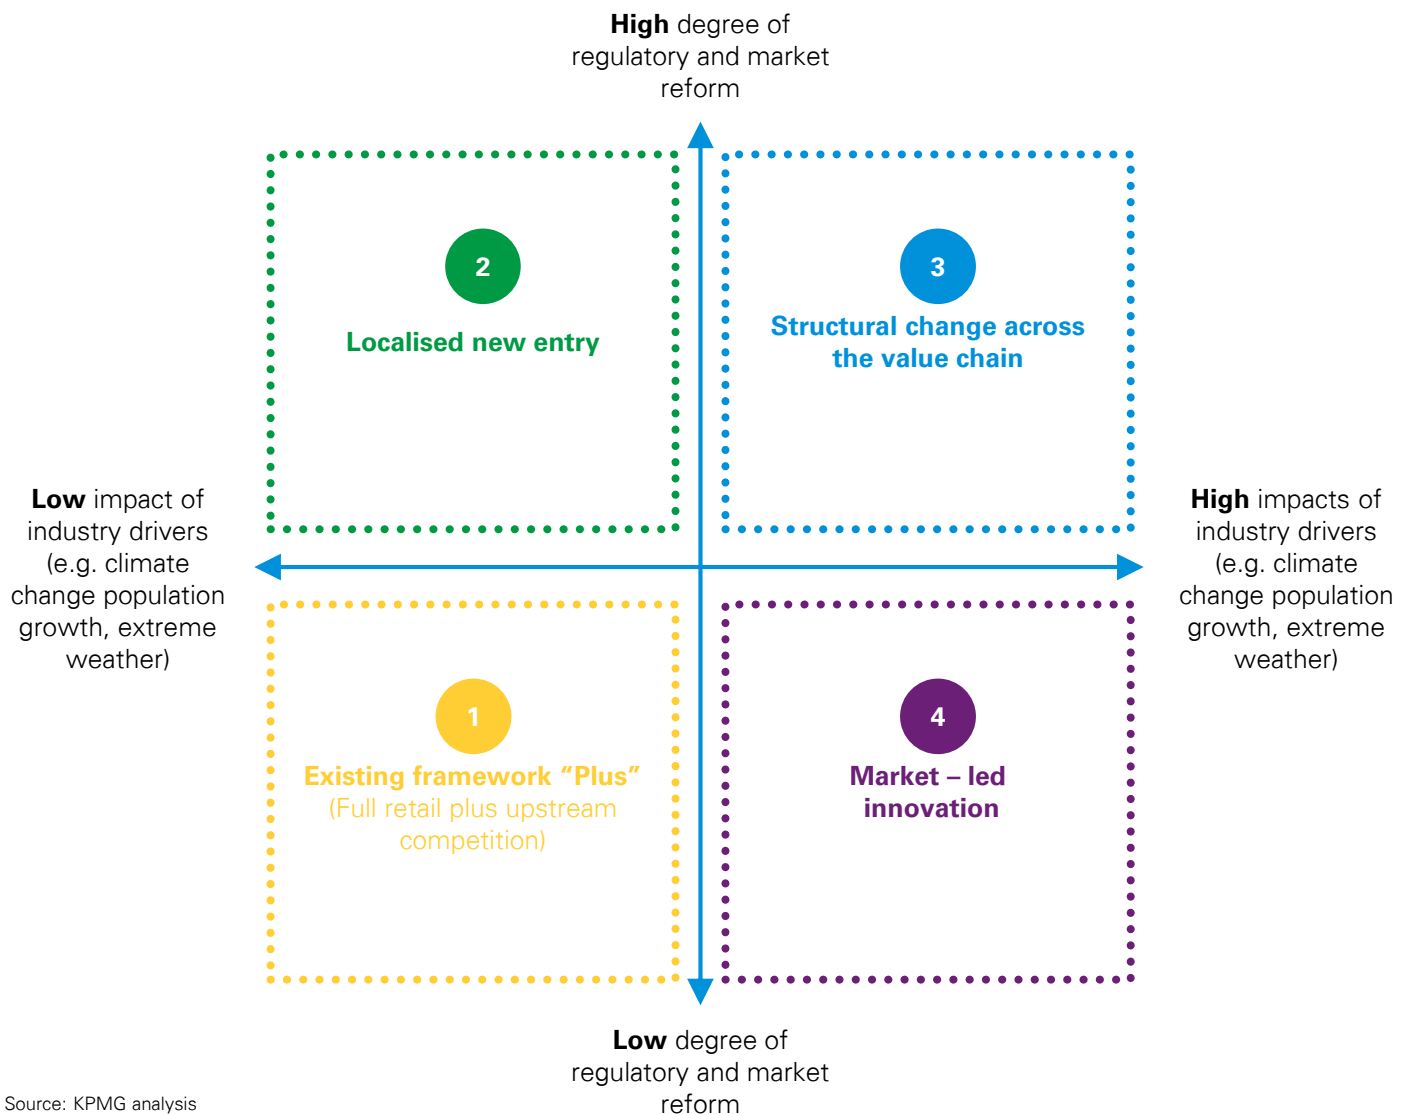 High degree of
regulatory and market
reform
2
Localised new entry
3
Structural change across
the value chain
Low impact of
industry drivers
(e.g. climate
change population
growth, extreme
weather)
High impacts of
industry drivers
(e.g. climate
change population
growth, extreme
weather)
1
Existing framework “Plus”
(Full retail plus upstream
competition)
4
Market – led
innovation
Low degree of
regulatory and market
reform
Source: KPMG analysis